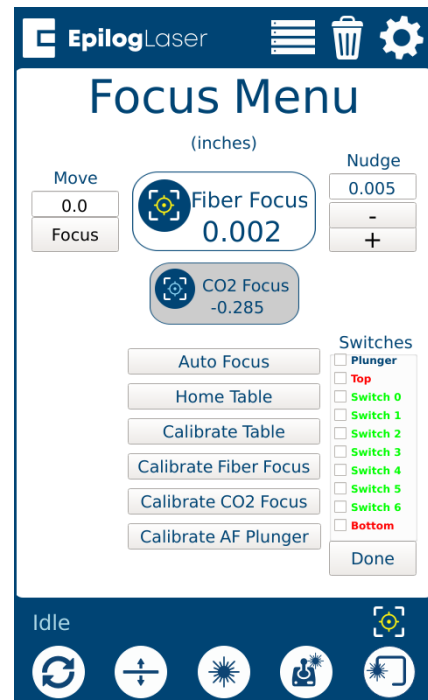 EpilogLaser
Focus Menu
(inches)
Move
0.0
Focus
Fiber Focus
0.002
Nudge
0.005
-
+
CO2 Focus
-0.285
Auto Focus
Home Table
Calibrate Table
Calibrate Fiber Focus
Calibrate CO2 Focus
Calibrate AF Plunger
Switches
Plunger
Top
Switch 0
Switch 1
Switch 2
Switch 3
Switch 4
Switch 5
Switch 6
Bottom
Done
Idle